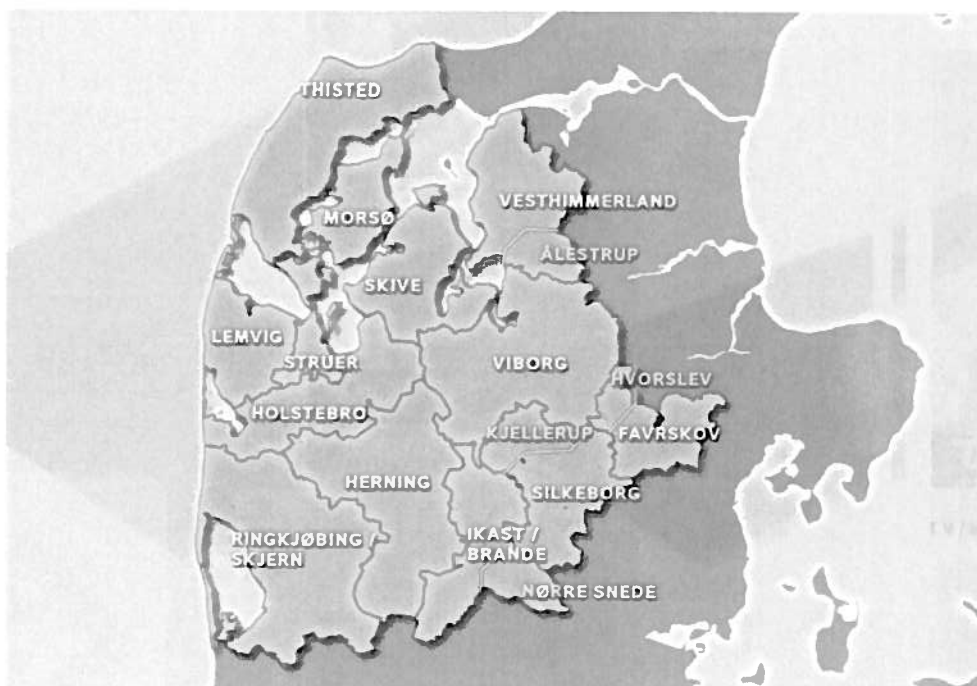 THISTED
VESTHIMMERLAND
MORSØ
ÅLESTRUP
SKIVE
LEMVIG
STRUER
VIBORG
HVORSLEV
HOLSTEBRO
KJELLERUP
FAVRSKOV
HERNING
SILKEBORG
RINGKJØBING /
SKJERN
IKAST /
BRANDE
NØRRE SNEDE